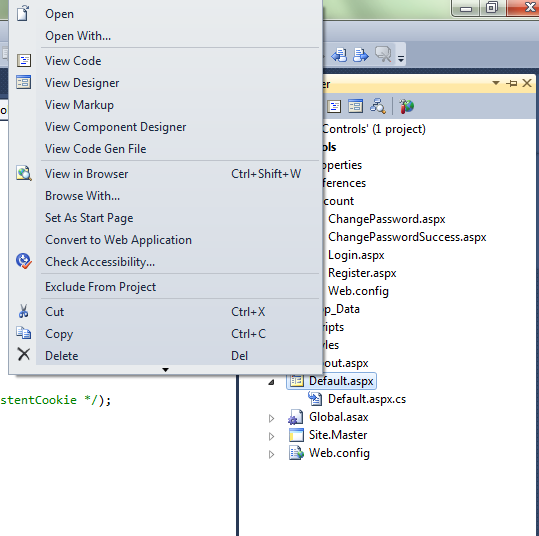 Open
Open With...
View Code
View Designer
View Markup
View Component Designer
View Code Gen File
View in Browser Ctrl+Shift+W
Browse With...
Set As Start Page
Convert to Web Application
Check Accessibility...
Exclude From Project
Cut Ctrl+X
Copy Ctrl+C
Delete Del
stentCookie */);
er
Controls' (1 project)
ols
operties
ferences
count
ChangePassword.aspx
ChangePasswordSuccess.aspx
Login.aspx
Register.aspx
Web.config
p_Data
ripts
yles
out.aspx
Default.aspx
Default.aspx.cs
Global.asax
Site.Master
Web.config